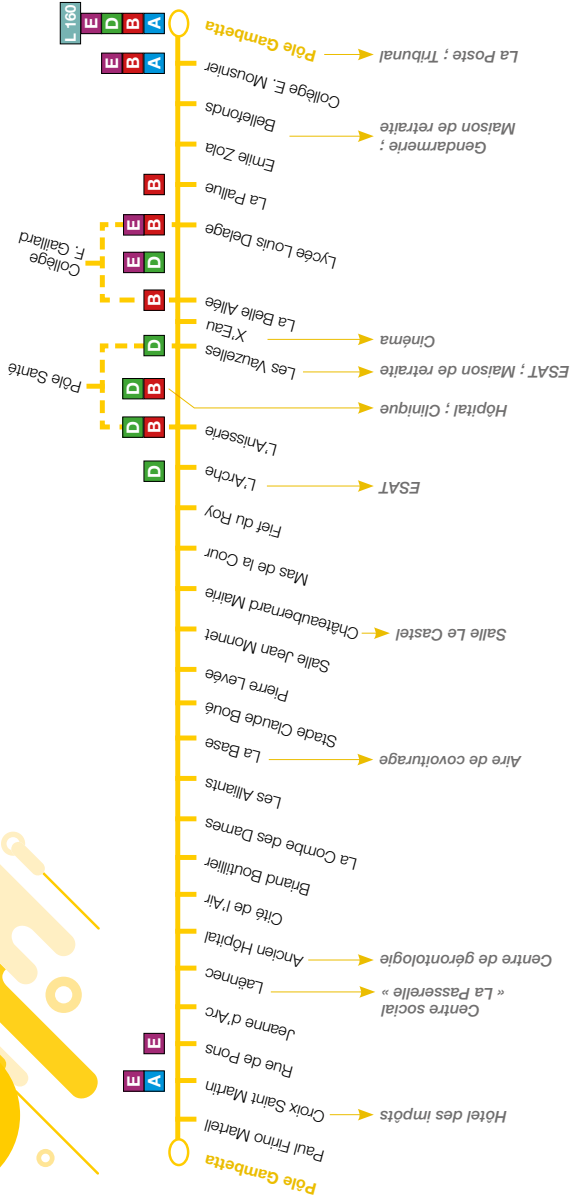 Pôle Gambetta
Paul Firino Martell
Hôtel des impôts
Croix Saint Martin
A E
Rue de Pons
E
Jeanne d'Arc
Centre social
« La Passerelle »
Laënnec
Centre de gérontologie
Ancien Hôpital
Cité de l'Air
Briand Boutillier
La Combe des Dames
Les Alliants
Aire de covoiturage
La Base
Stade Claude Boué
Pierre Levée
Salle Jean Monnet
Salle Le Castel
Châteaubernard Mairie
Mas de la Cour
Fief du Roy
ESAT
L'Arche
D
L'Anisserie
B D
Hôpital ; Clinique
B D
Pôle Santé
ESAT ; Maison de retraite
Les Vauzelles
D
Cinéma
X'Eau
La Belle Allée
B
D E
Collège
F. Gaillard
Lycée Louis Delage
B E
La Pallue
B
Emile Zola
Gendarmerie ;
Maison de retraite
Bellefonds
Collège E. Mousnier
A B E
La Poste ; Tribunal
Pôle Gambetta
A B D E L 160